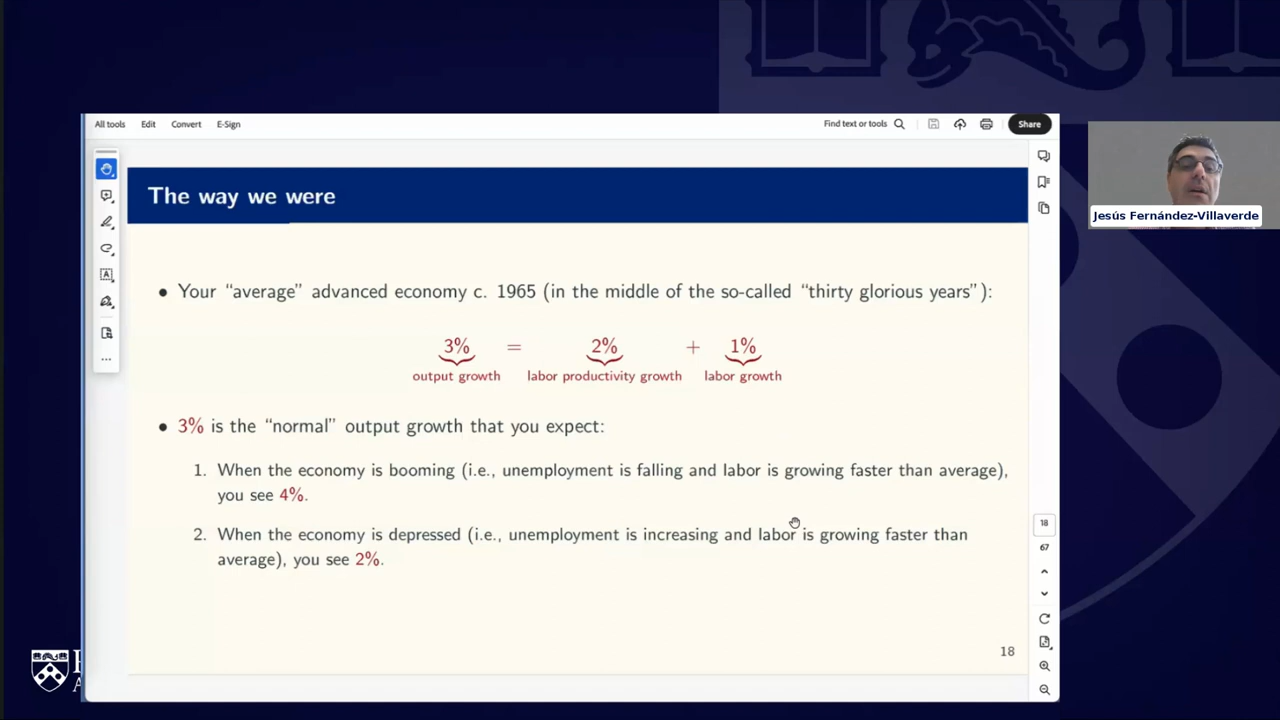 All tools Edit Convert E-Sign Find text or tools Share
Jesús Fernández-Villaverde
The way we were
• Your “average” advanced economy c. 1965 (in the middle of the so-called “thirty glorious years”):
3% = 2% + 1%
output growth labor productivity growth labor growth
• 3% is the “normal” output growth that you expect:
1. When the economy is booming (i.e., unemployment is falling and labor is growing faster than average),
you see 4%.
2. When the economy is depressed (i.e., unemployment is increasing and labor is growing faster than
average), you see 2%.
18
67
18